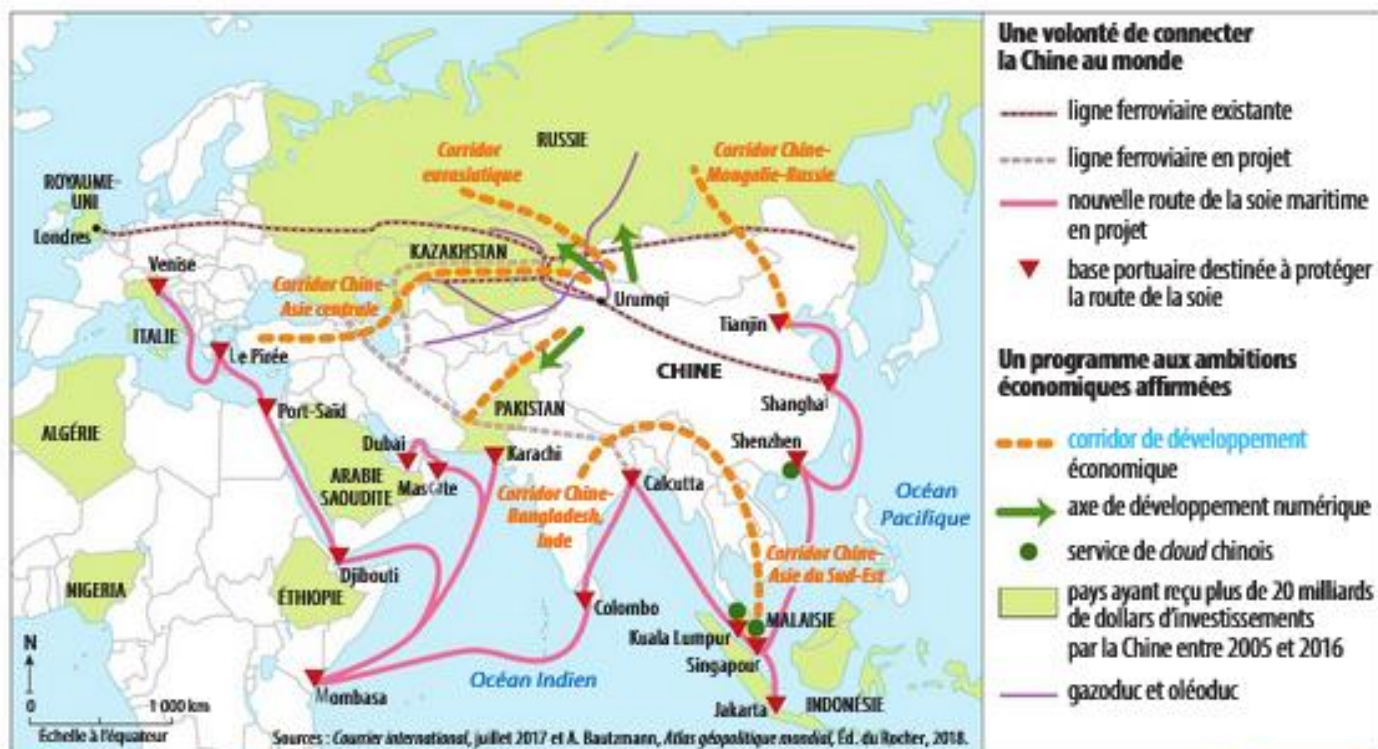 Corridor
eurasiatique
RUSSIE
Corridor Chine-
Mongolie-Russie
ROYAUME-
UNI
Londres
KAZAKHSTAN
Venise
Corridor Chine-
Asie centrale
Urumqi
ITALIE
Tianjin
Le Pirée
CHINE
Port-Saïd
PAKISTAN
Shanghai
ALGÉRIE
Dubai
Shenzhen
ARABIE
SAOUDITE
Mascate
Karachi
Calcutta
Corridor Chine-
Bangladesh,
Inde
Océan
Pacifique
NIGERIA
Djibouti
ÉTHIOPIE
Corridor Chine-
Asie du Sud-Est
Colombo
MALAISIE
Kuala Lumpur
Singapour
N
Mombasa
Océan Indien
0 1 000 km
Échelle à l'équateur
Jakarta
INDONÉSIE
Sources : Courrier international, juillet 2017 et A. Bautzmann, Atlas géopolitique mondial, Éd. du Rocher, 2018.
Une volonté de connecter
la Chine au monde
ligne ferroviaire existante
ligne ferroviaire en projet
nouvelle route de la soie maritime
en projet
base portuaire destinée à protéger
la route de la soie
Un programme aux ambitions
économiques affirmées
corridor de développement
économique
axe de développement numérique
service de cloud chinois
pays ayant reçu plus de 20 milliards
de dollars d'investissements
par la Chine entre 2005 et 2016
gazoduc et oléoduc